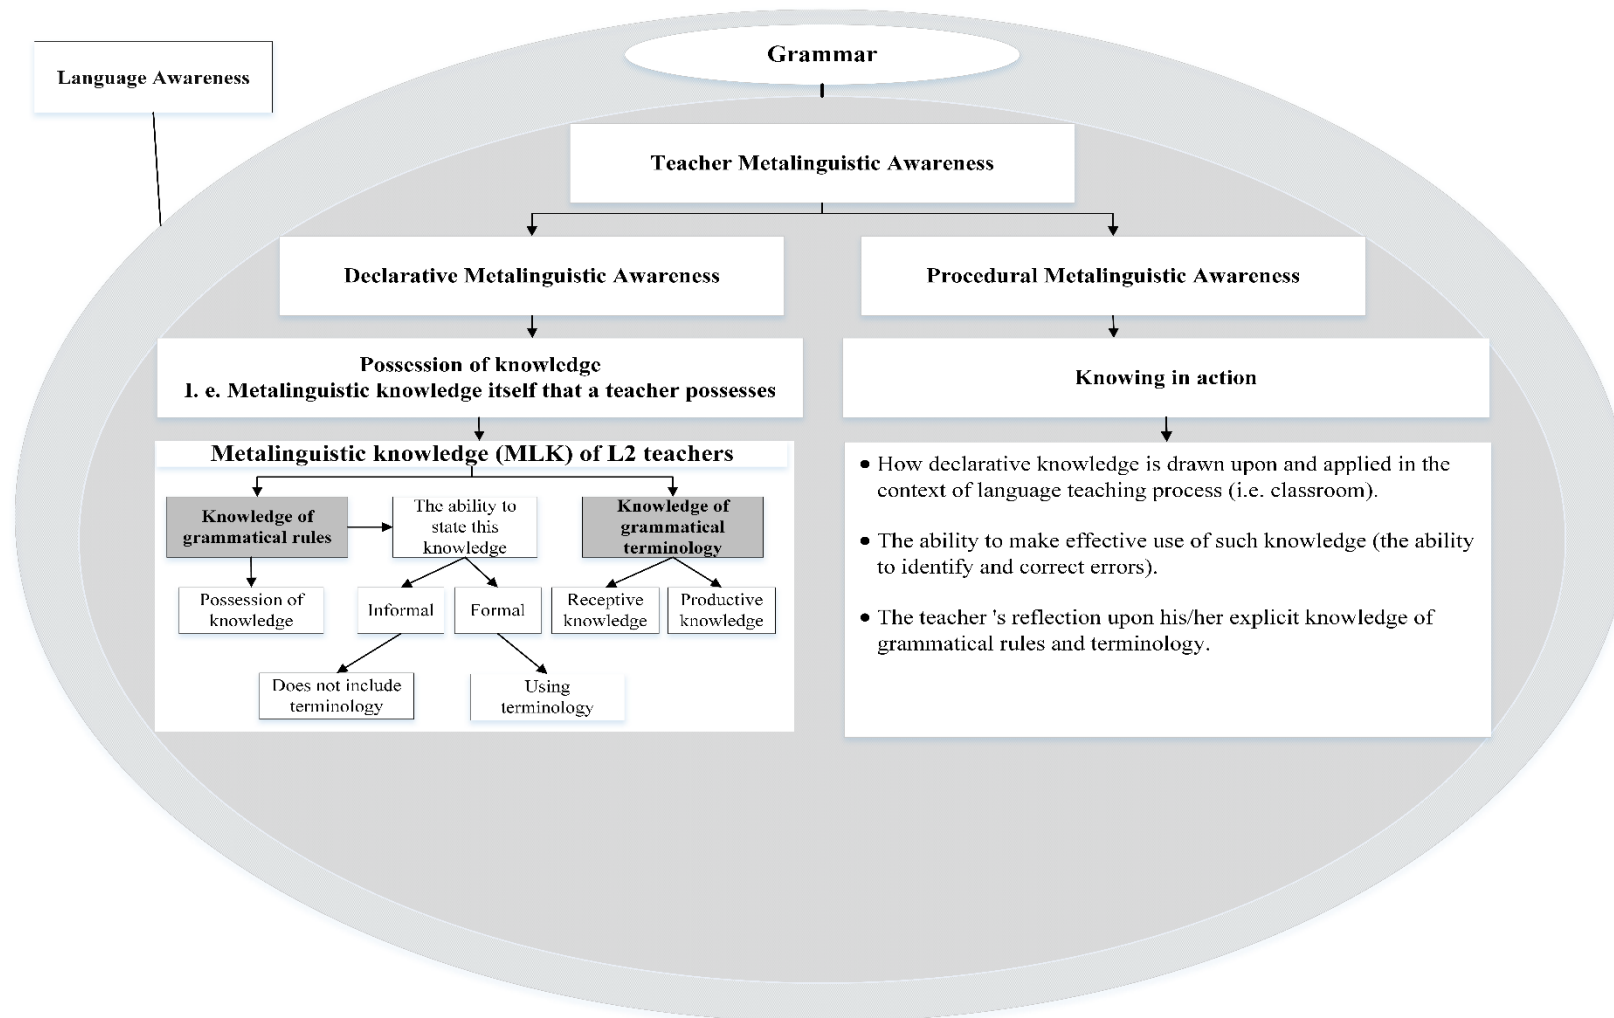 Grammar
Language Awareness
Teacher Metalinguistic Awareness
Declarative Metalinguistic Awareness
Procedural Metalinguistic Awareness
Possession of knowledge
I. e. Metalinguistic knowledge itself that a teacher possesses
Knowing in action
Metalinguistic knowledge (MLK) of L2 teachers
Knowledge of
grammatical rules
The ability to
state this
knowledge
Knowledge of
grammatical
terminology
Possession of
knowledge
Informal
Formal
Receptive
knowledge
Productive
knowledge
Does not include
terminology
Using
terminology
• How declarative knowledge is drawn upon and applied in the
context of language teaching process (i.e. classroom).
• The ability to make effective use of such knowledge (the ability
to identify and correct errors).
• The teacher 's reflection upon his/her explicit knowledge of
grammatical rules and terminology.